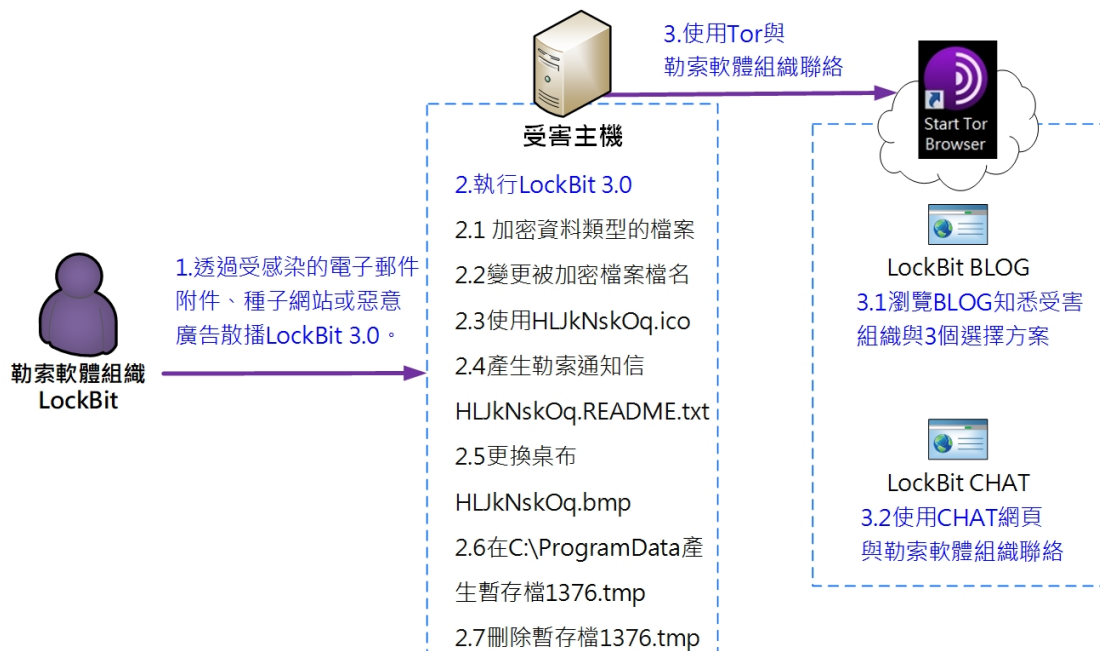 勒索軟體組織
LockBit
1.透過受感染的電子郵件
附件、種子網站或惡意
廣告散播LockBit 3.0。
受害主機
2.執行LockBit 3.0
2.1 加密資料類型的檔案
2.2變更被加密檔案檔名
2.3使用HLJkNskOq.ico
2.4產生勒索通知信
HLJkNskOq.README.txt
2.5更換桌布
HLJkNskOq.bmp
2.6在C:\ProgramData產
生暫存檔1376.tmp
2.7刪除暫存檔1376.tmp
3.使用Tor與
勒索軟體組織聯絡
Start Tor
Browser
LockBit BLOG
3.1瀏覽BLOG知悉受害
組織與3個選擇方案
LockBit CHAT
3.2使用CHAT網頁
與勒索軟體組織聯絡